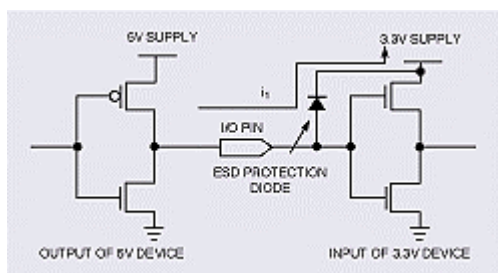 5V SUPPLY
3.3V SUPPLY
i1
I/O PIN
ESD PROTECTION
DIODE
OUTPUT OF 5V DEVICE
INPUT OF 3.3V DEVICE